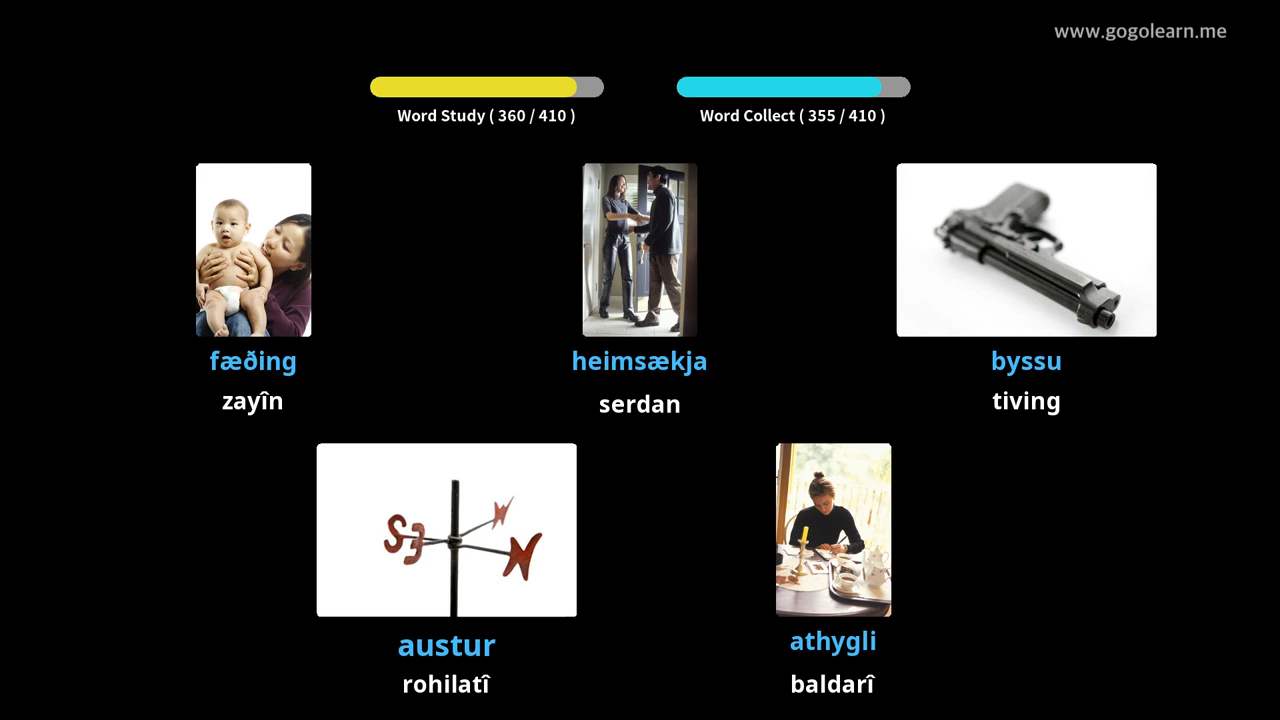 www.gogolearn.me
Word Study ( 360 / 410 )
Word Collect ( 355 / 410 )
fæðing
heimsækja
byssu
zayîn
serdan
tiving
austur
athygli
rohilatî
baldarî